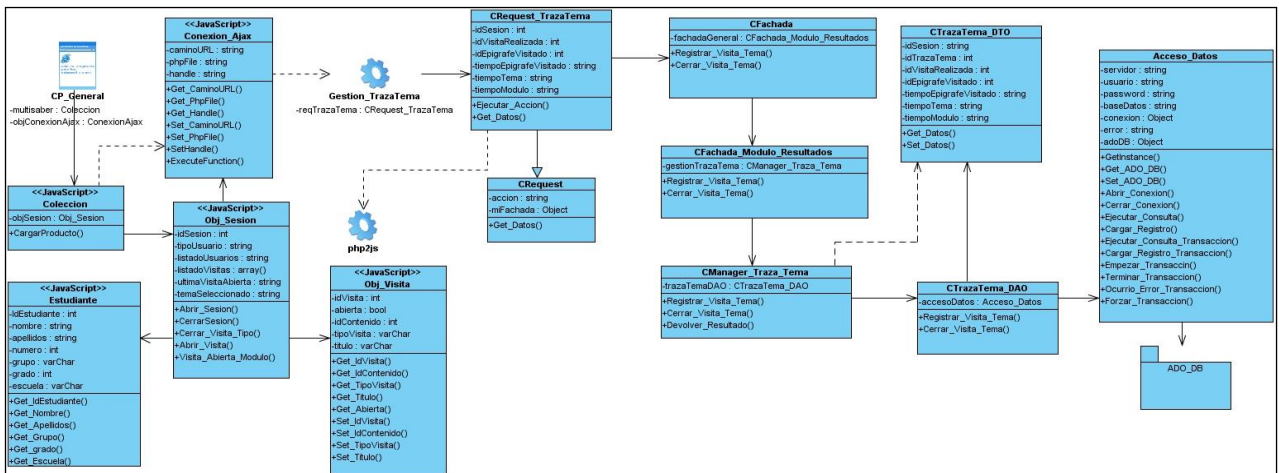 CP_General
-multisaber : Coleccion
-objConexionAjax : ConexionAjax
<<JavaScript>>
Coleccion
-objSesion : Obj_Sesion
+CargarProducto()
<<JavaScript>>
Estudiante
-IdEstudiante : int
-nombre : string
-apellidos : string
-numero : int
-grupo : varChar
-grado : int
-escuela : varChar
+Get_IdEstudiante()
+Get_Nombre()
+Get_Apellidos()
+Get_Grupo()
+Get_grado()
+Get_Escuela()
<<JavaScript>>
Conexion_Ajax
-caminoURL : string
-phpFile : string
-handle : string
+Get_CaminoURL()
+Get_PhpFile()
+Get_Handle()
+Set_CaminoURL()
+Set_PhpFile()
+SetHandle()
+ExecuteFunction()
<<JavaScript>>
Obj_Sesion
-idSesion : int
-tipoUsuario : string
-listadoUsuarios : string
-listadoVisitas : array()
-ultimaVisitaAbierta : string
-temaSeleccionado : string
+Abrir_Sesion()
+CerrarSesion()
+Cerrar_Visita_Tipo()
+Abrir_Visita()
+Visita_Abierta_Modulo()
<<JavaScript>>
Obj_Visita
-idVisita : int
-abierta : bool
-idContenido : int
-tipoVisita : varChar
-titulo : varChar
+Get_IdVisita()
+Get_IdContenido()
+Get_TipoVisita()
+Get_Titulo()
+Get_Abierta()
+Set_IdVisita()
+Set_IdContenido()
+Set_TipoVisita()
+Set_Titulo()
Gestion_TrazaTema
-reqTrazaTema : CRequest_TrazaTema
php2js
CRequest_TrazaTema
-idSesion : int
-idVisitaRealizada : int
-idEpigrafeVisitado : int
-tiempoEpigrafeVisitado : string
-tiempoTema : string
-tiempoModulo : string
+Ejecutar_Accion()
+Get_Datos()
CRequest
-accion : string
-miFachada : Object
+Get_Datos()
CFachada
-fachadaGeneral : CFachada_Modulo_Resultados
+Registrar_Visita_Tema()
+Cerrar_Visita_Tema()
CFachada_Modulo_Resultados
-gestionTrazaTema : CManager_Traza_Tema
+Registrar_Visita_Tema()
+Cerrar_Visita_Tema()
CManager_Traza_Tema
-trazaTemaDAO : CTrazaTema_DAO
+Registrar_Visita_Tema()
+Cerrar_Visita_Tema()
+Devolver_Resultado()
CTrazaTema_DTO
-idSesion : string
-idTrazaTema : int
-idVisitaRealizada : int
-idEpigrafeVisitado : int
-tiempoEpigrafeVisitado : string
-tiempoTema : string
-tiempoModulo : string
+Get_Datos()
+Set_Datos()
CTrazaTema_DAO
-accesoDatos : Acceso_Datos
+Registrar_Visita_Tema()
+Cerrar_Visita_Tema()
Acceso_Datos
-servidor : string
-usuario : string
-password : string
-baseDatos : string
-conexion : Object
-error : string
-adoDB : Object
+GetInstance()
+Get_ADO_DB()
+Set_ADO_DB()
+Abrir_Conexion()
+Cerrar_Conexion()
+Ejecutar_Consulta()
+Cargar_Registro()
+Ejecutar_Consulta_Transaccion()
+Cargar_Registro_Transaccion()
+Empezar_Transaccin()
+Terminar_Transaccion()
+Ocurrio_Error_Transaccion()
+Forzar_Transaccion()
ADO_DB